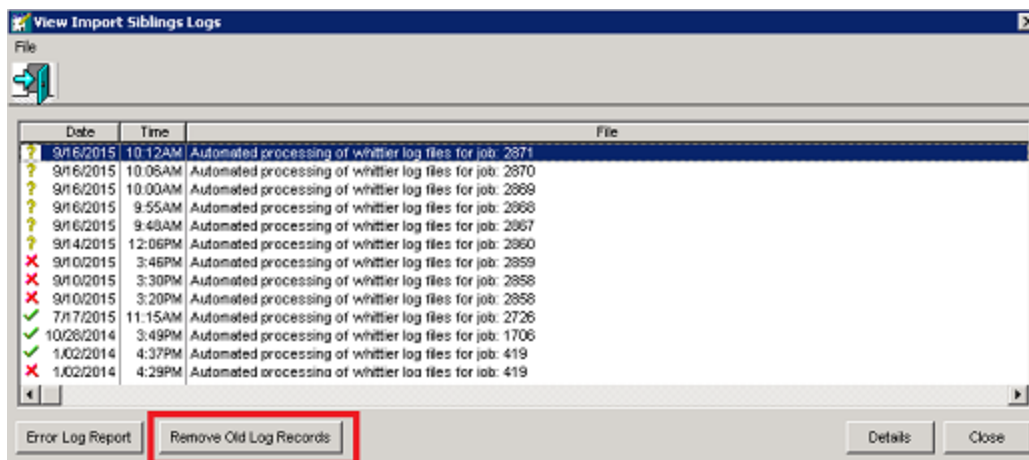 View Import Siblings Logs
File
Date Time File
9/16/2015 10:12AM Automated processing of whittier log files for job: 2871
9/16/2015 10:06AM Automated processing of whittier log files for job: 2870
9/16/2015 10:00AM Automated processing of whittier log files for job: 2869
9/16/2015 9:55AM Automated processing of whittier log files for job: 2868
9/16/2015 9:48AM Automated processing of whittier log files for job: 2867
9/14/2015 12:06PM Automated processing of whittier log files for job: 2860
9/10/2015 3:46PM Automated processing of whittier log files for job: 2859
9/10/2015 3:30PM Automated processing of whittier log files for job: 2858
9/10/2015 3:20PM Automated processing of whittier log files for job: 2858
7/17/2015 11:15AM Automated processing of whittier log files for job: 2726
10/28/2014 3:49PM Automated processing of whittier log files for job: 1706
1/02/2014 4:37PM Automated processing of whittier log files for job: 419
1/02/2014 4:29PM Automated processing of whittier log files for job: 419
Error Log Report Remove Old Log Records Details Close